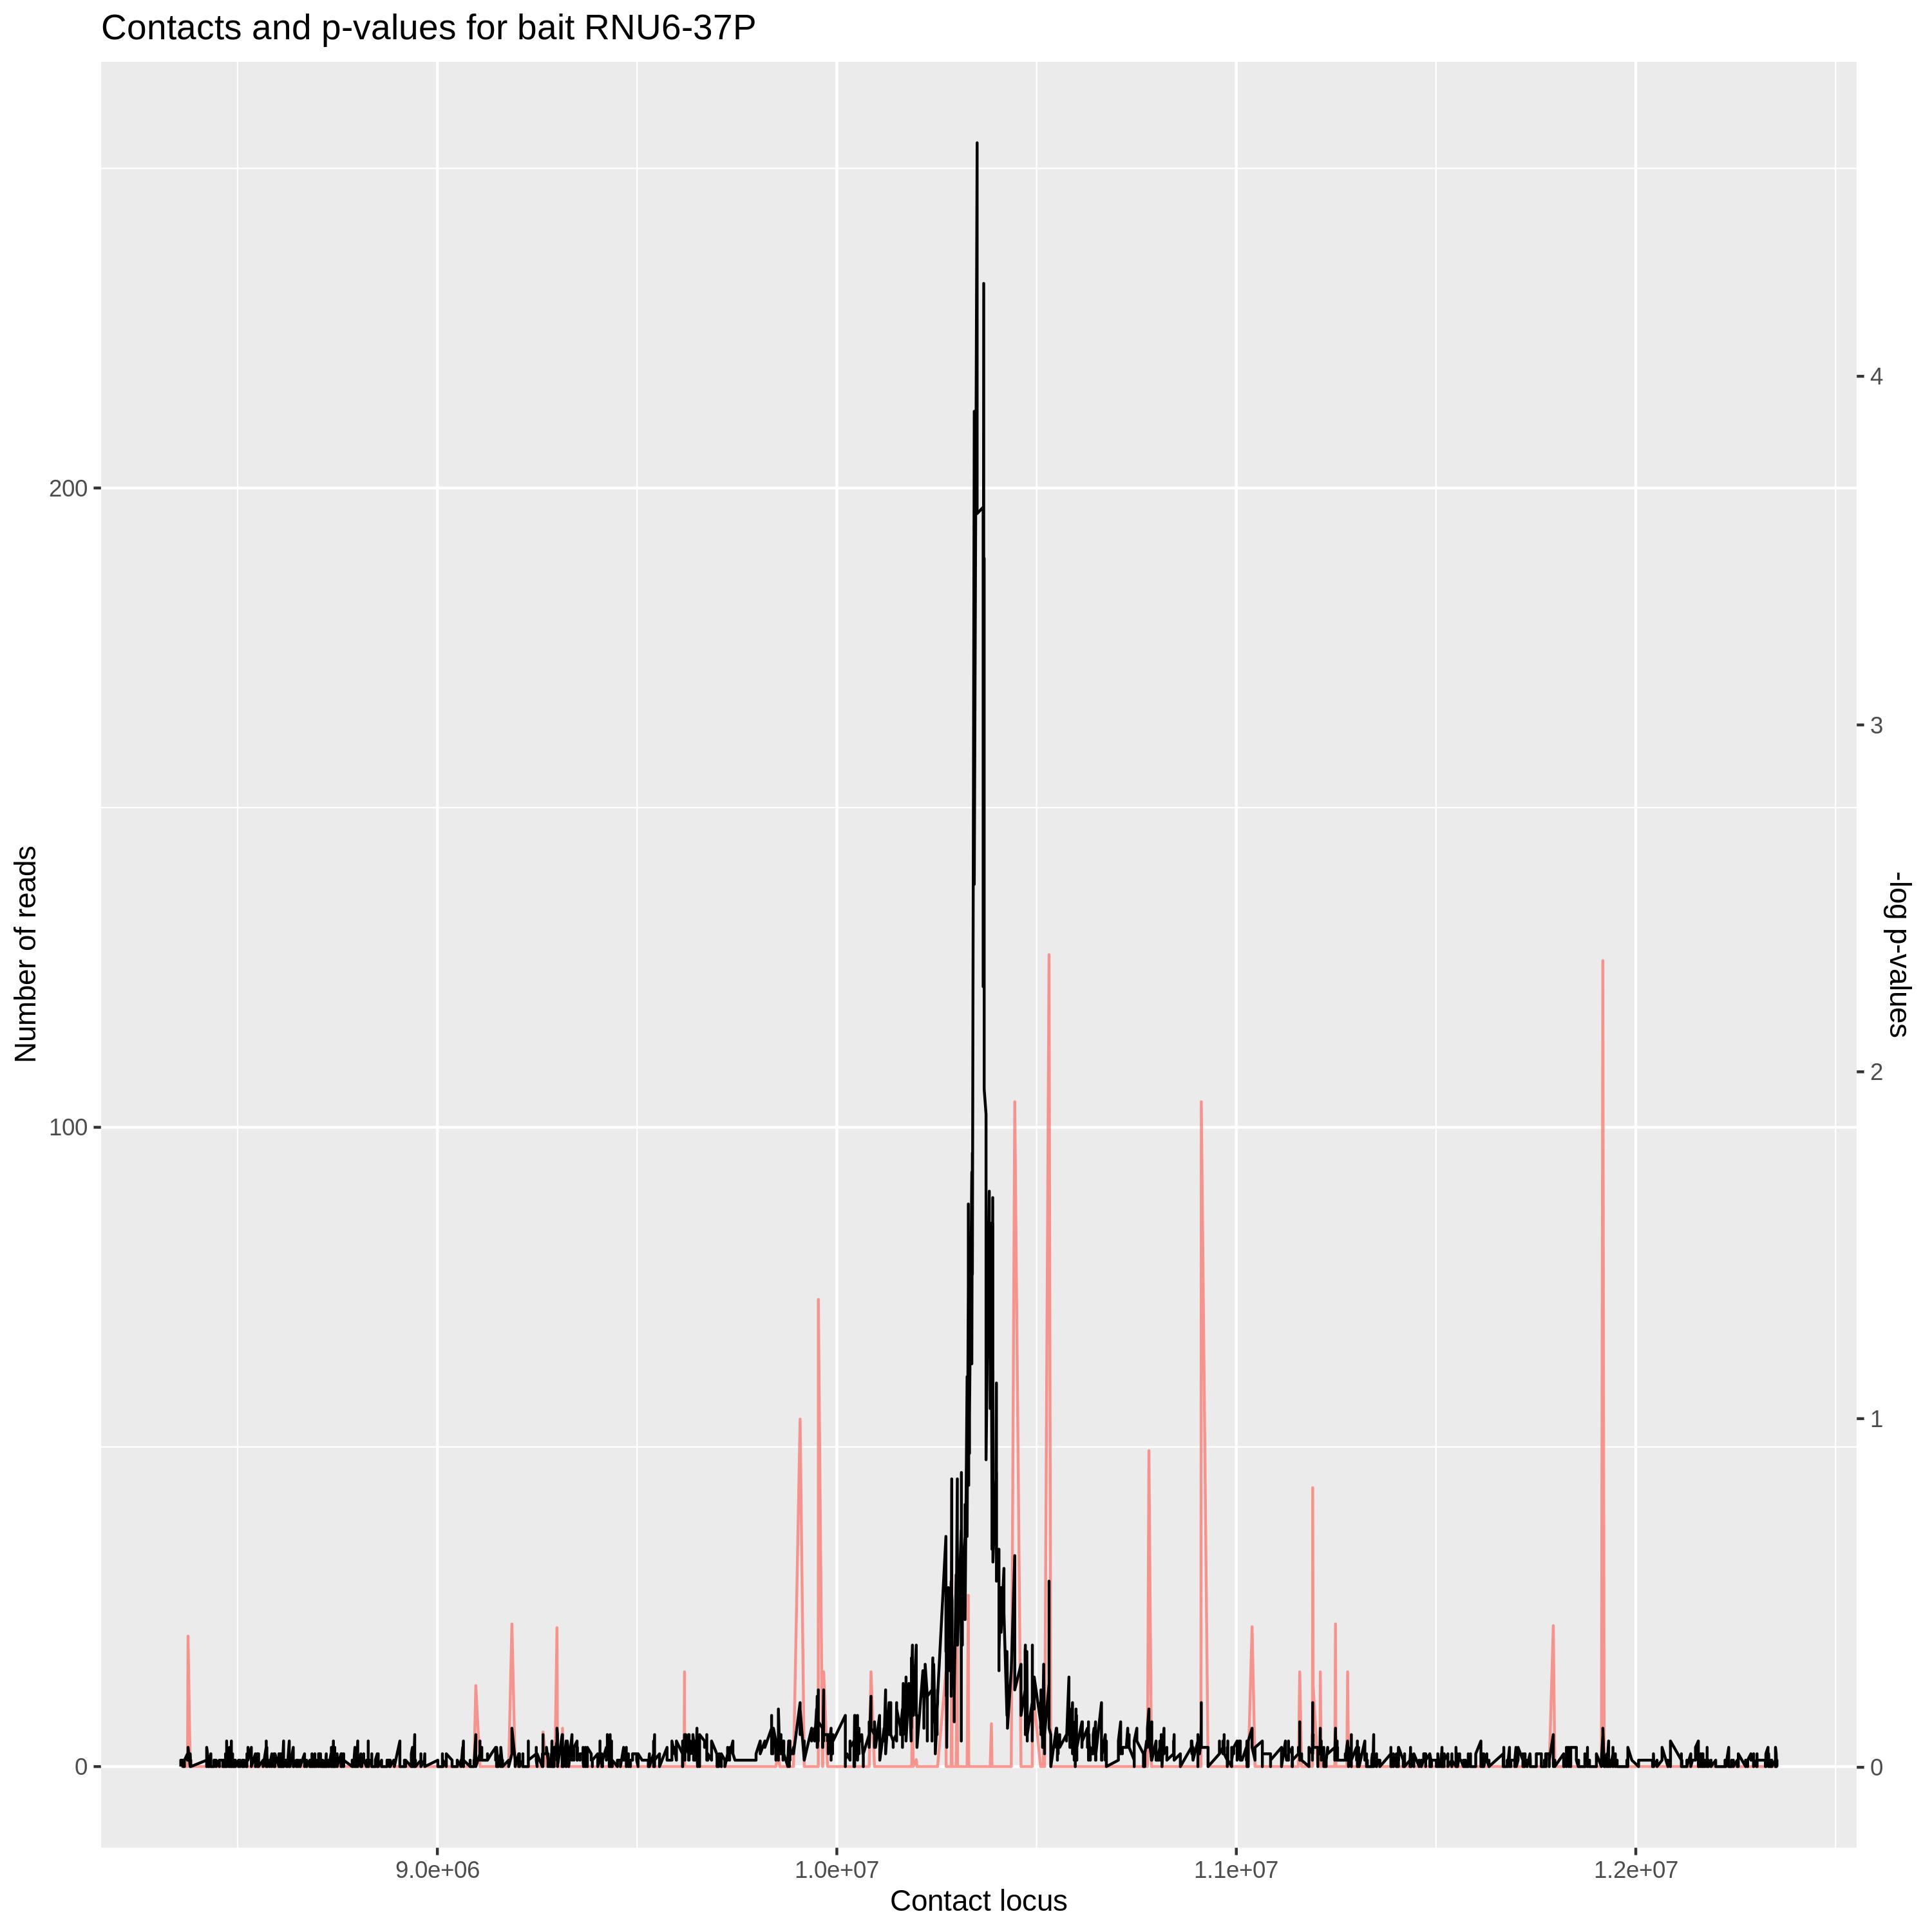 Contacts and p-values for bait RNU6-37P
Number of reads
200
100
0
4
3
2
1
0
-log p-values
9.0e+06
1.0e+07
1.1e+07
1.2e+07
Contact locus